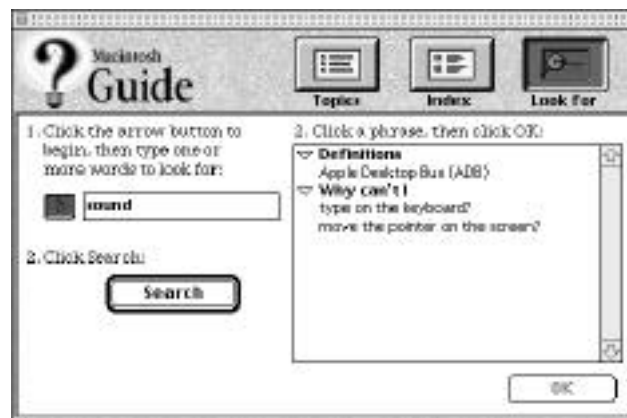 Macintosh
Guide
Topics
Index
Look For
1. Click the arrow button to
begin, then type one or
more words to look for:
sound
2. Click Search:
Search
3. Click a phrase, then click OK:
Definitions
Apple Desktop Bus (ADB)
Why can't I
type on the keyboard?
move the pointer on the screen?
OK